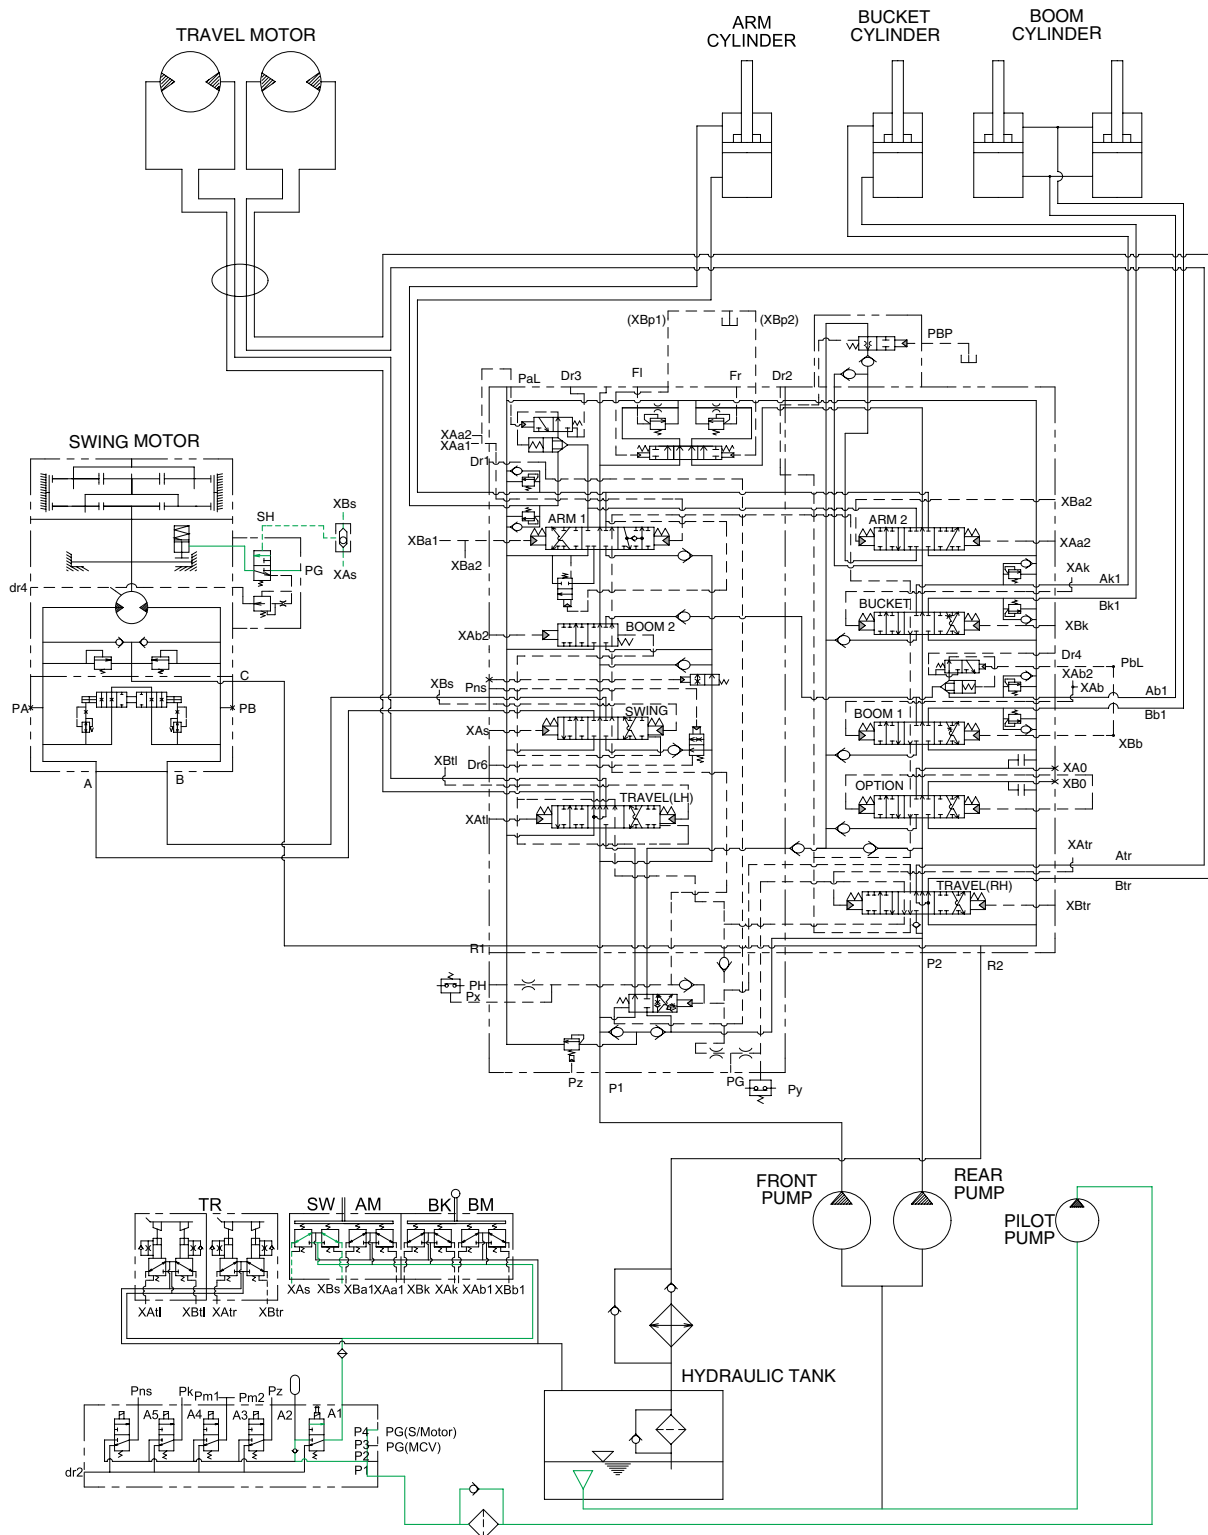 TRAVEL MOTOR
ARM
CYLINDER
BUCKET
CYLINDER
BOOM
CYLINDER
(XBp1)
(XBp2)
PBP
PaL
Dr3
Fl
Fr
Dr2
XAa2
XAa1
Dr1
SWING MOTOR
SH
XBs
PG
XAs
dr4
C
PA
PB
A
B
ARM 1
XBa1
XBa2
ARM 2
XBa2
XAa2
XAk
Ak1
Bk1
BUCKET
XBk
XAb2
BOOM 2
Dr4
PbL
XAb2
XAb
Ab1
Bb1
XBs
Pns
SWING
XAs
BOOM 1
XBb
XBtl
Dr6
XA0
XB0
OPTION
TRAVEL(LH)
XAtl
XAtr
Atr
Btr
TRAVEL(RH)
XBtr
R1
P2
R2
PH
Px
Pz
P1
PG
Py
FRONT
PUMP
REAR
PUMP
PILOT
PUMP
TR
SW
AM
BK
BM
XAtl
XBtl
XAtr
XBtr
XAs
XBs
XBa1
XAa1
XBk
XAk
XAb1
XBb1
HYDRAULIC TANK
Pns
Pk
Pm1
Pm2
Pz
A5
A4
A3
A2
A1
P4
PG(S/Motor)
P3
PG(MCV)
P2
P1
dr2